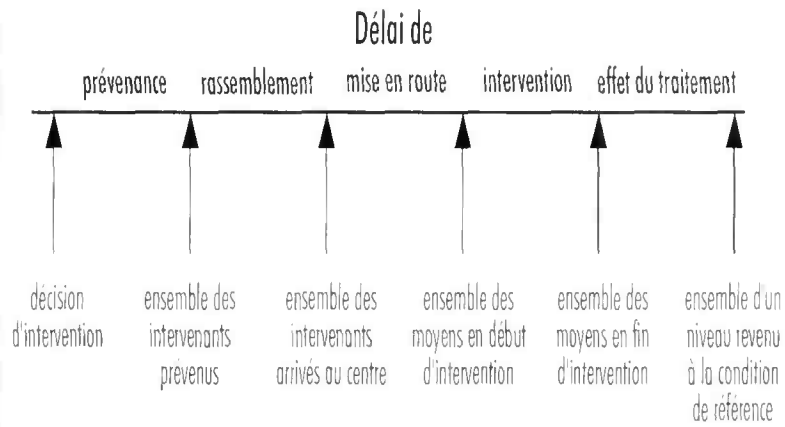 Délai de
prévenance rassemblement mise en route intervention effet du traitement
décision
d'intervention
ensemble des
intervenants
prévenus
ensemble des
intervenants
arrivés au centre
ensemble des
moyens en début
d'intervention
ensemble des
moyens en fin
d'intervention
ensemble d'un
niveau revenu
à la condition
de référence